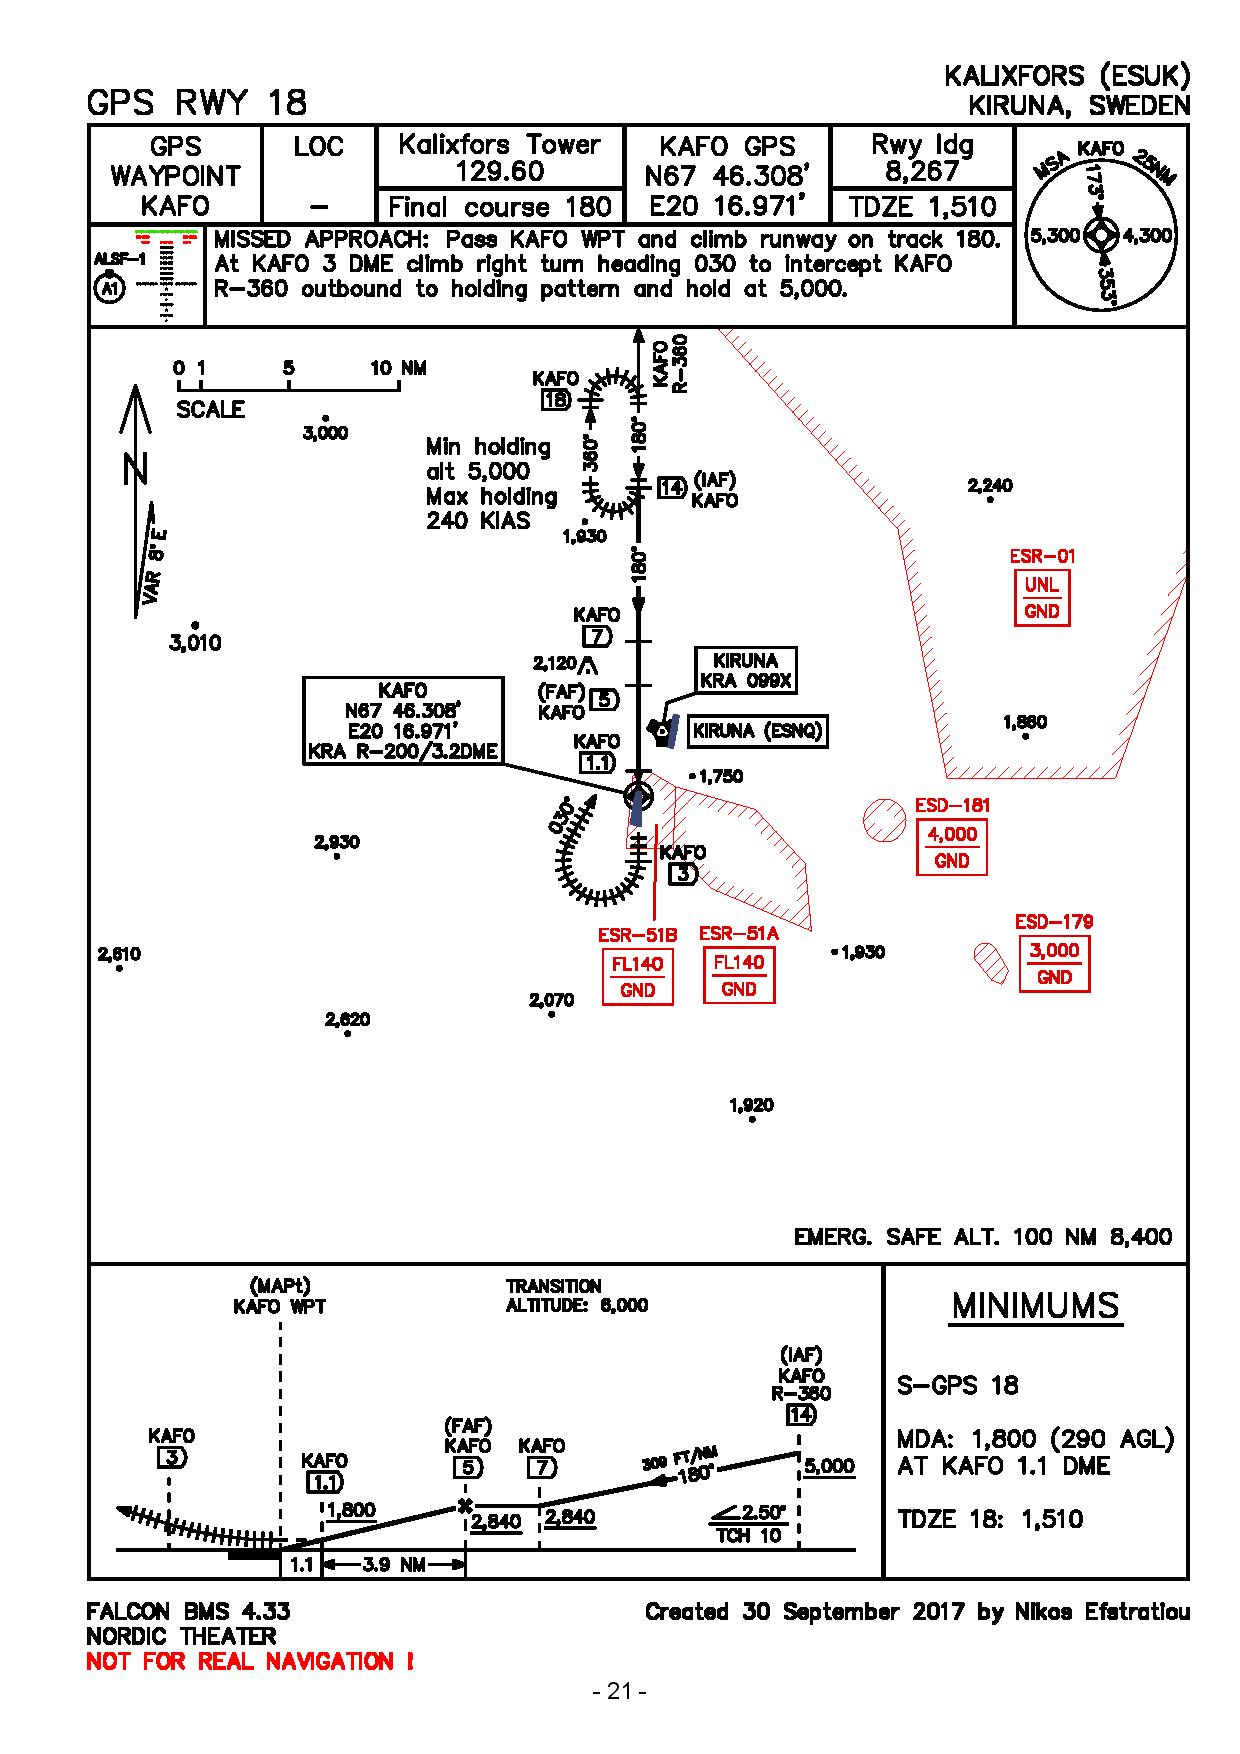 GPS RWY 18
KALIXFORS (ESUK)
KIRUNA, SWEDEN
GPS
WAYPOINT
KAFO
LOC
-
Kalixfors Tower
129.60
Final course 180
KAFO GPS
N67 46.308'
E20 16.971'
Rwy ldg
8,267
TDZE 1,510
MSA KAFO 25NM
173°
5,300
4,300
353°
ALSF-1
A1
MISSED APPROACH: Pass KAFO WPT and climb runway on track 180.
At KAFO 3 DME climb right turn heading 030 to intercept KAFO
R-360 outbound to holding pattern and hold at 5,000.
0 1 5 10 NM
SCALE
N
VAR 8°E
3,000
KAFO
18
KAFO
R-360
Min holding
alt 5,000
Max holding
240 KIAS
360°
180°
14
(IAF)
KAFO
1,930
180°
2,240
ESR-01
UNL
GND
3,010
KAFO
7
2,120
KIRUNA
KRA 099X
KAFO
N67 46.308'
E20 16.971'
KRA R-200/3.2DME
(FAF)
KAFO
5
KIRUNA (ESNQ)
1,860
KAFO
1.1
1,750
030°
ESD-181
4,000
GND
2,930
KAFO
3
ESD-179
3,000
GND
2,610
ESR-51B
FL140
GND
ESR-51A
FL140
GND
1,930
2,070
2,620
1,920
EMERG. SAFE ALT. 100 NM 8,400
(MAPt)
KAFO WPT
TRANSITION
ALTITUDE: 6,000
MINIMUMS
(IAF)
KAFO
R-360
14
S-GPS 18
KAFO
3
KAFO
1.1
(FAF)
KAFO
5
KAFO
7
309 FT/NM
180°
5,000
MDA: 1,800 (290 AGL)
AT KAFO 1.1 DME
1,800
2,840
2,840
2.50°
TCH 10
TDZE 18: 1,510
1.1
3.9 NM
FALCON BMS 4.33
NORDIC THEATER
NOT FOR REAL NAVIGATION !
Created 30 September 2017 by Nikos Efstratiou
- 21 -